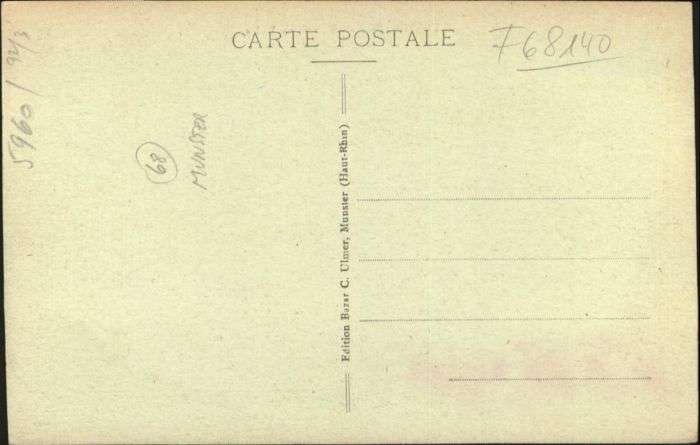 CARTE POSTALE
F68140
5960 / 92/3
68
MUNSTER
Edition Bazar C. Ulmer, Munster (Haut-Rhin)